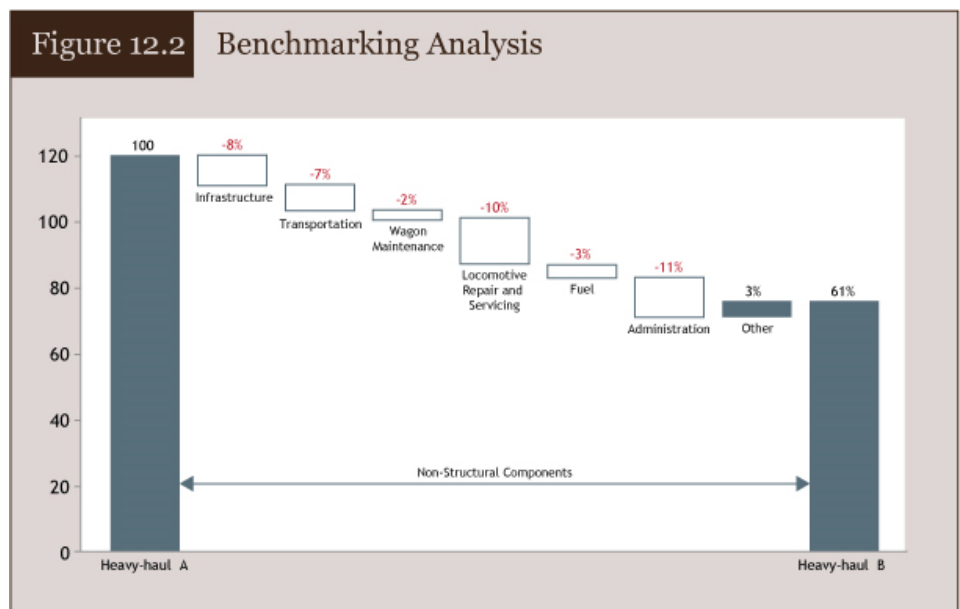 Figure 12.2 Benchmarking Analysis
120
100
80
60
40
20
0
100
-8%
Infrastructure
-7%
Transportation
-2%
Wagon
Maintenance
-10%
Locomotive
Repair and
Servicing
-3%
Fuel
-11%
Administration
3%
Other
61%
Non-Structural Components
Heavy-haul A
Heavy-haul B